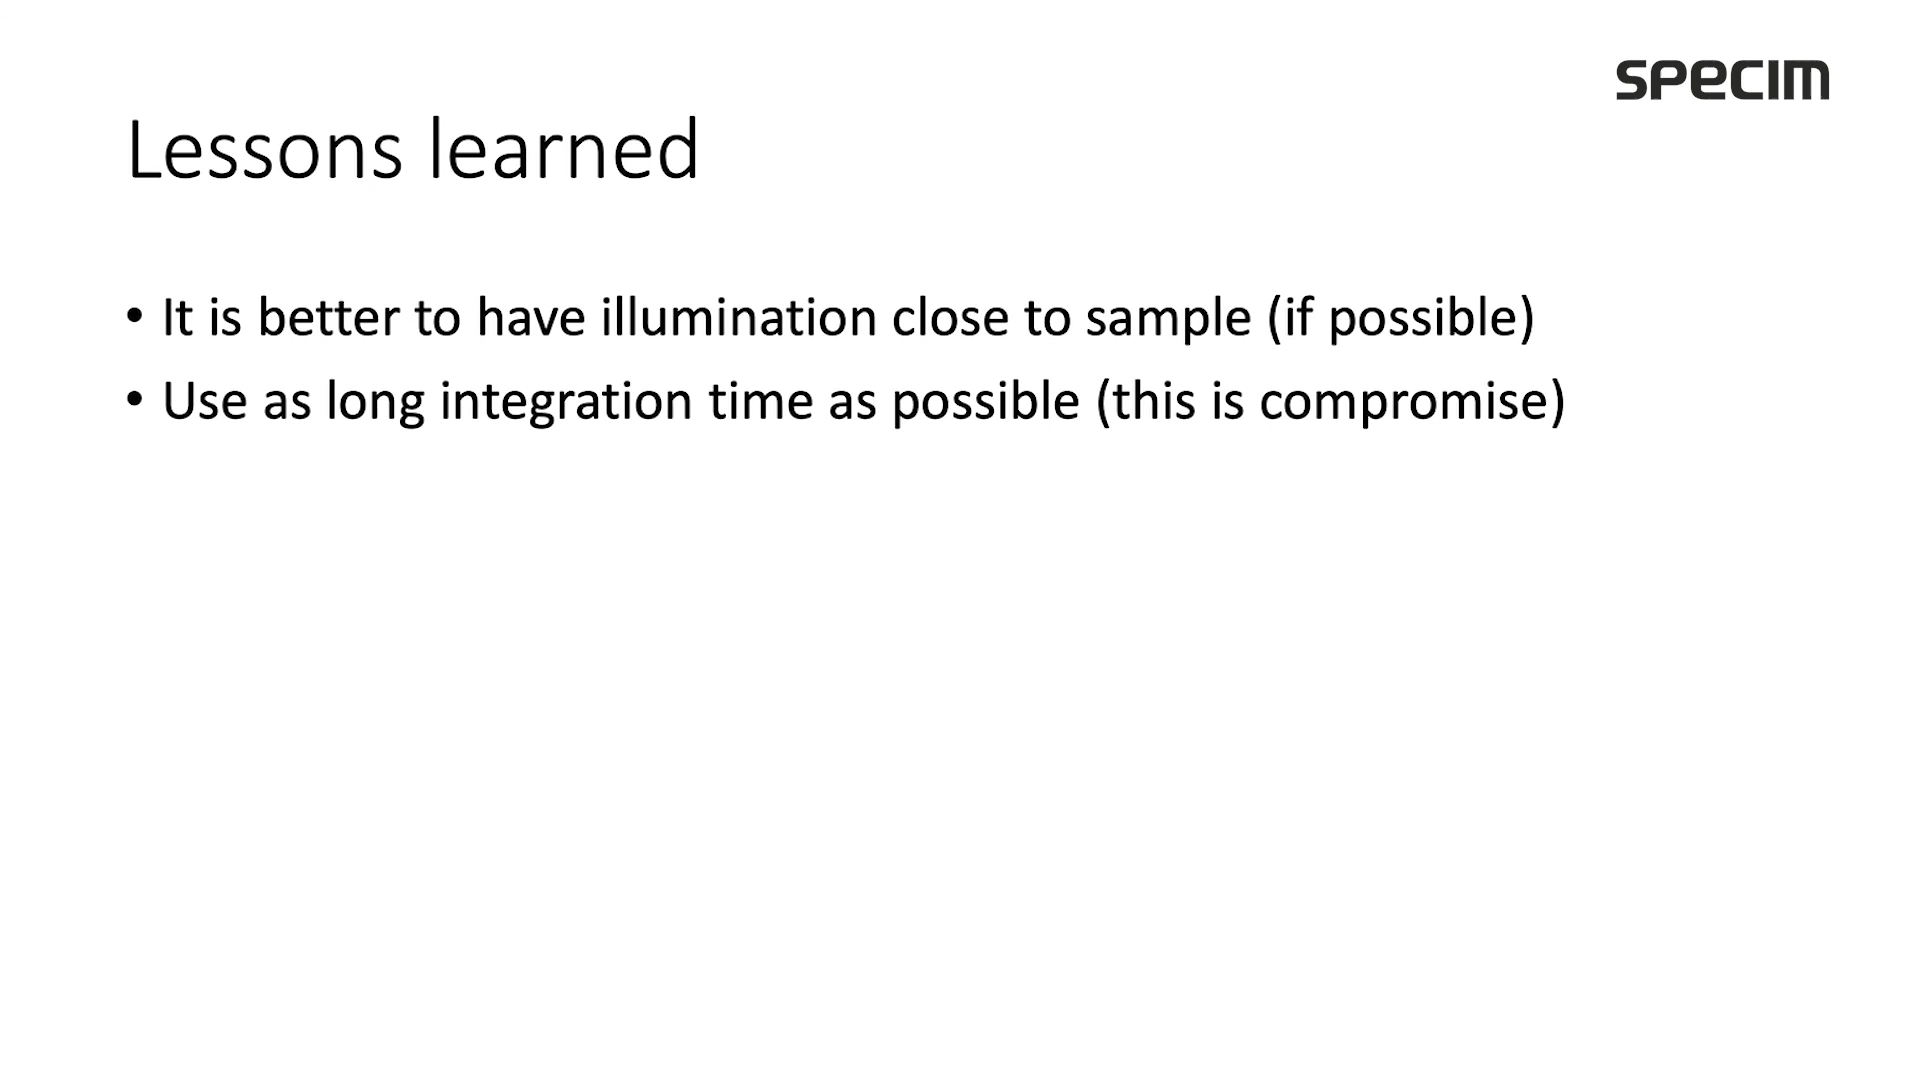 SPECIM
Lessons learned
• It is better to have illumination close to sample (if possible)
• Use as long integration time as possible (this is compromise)